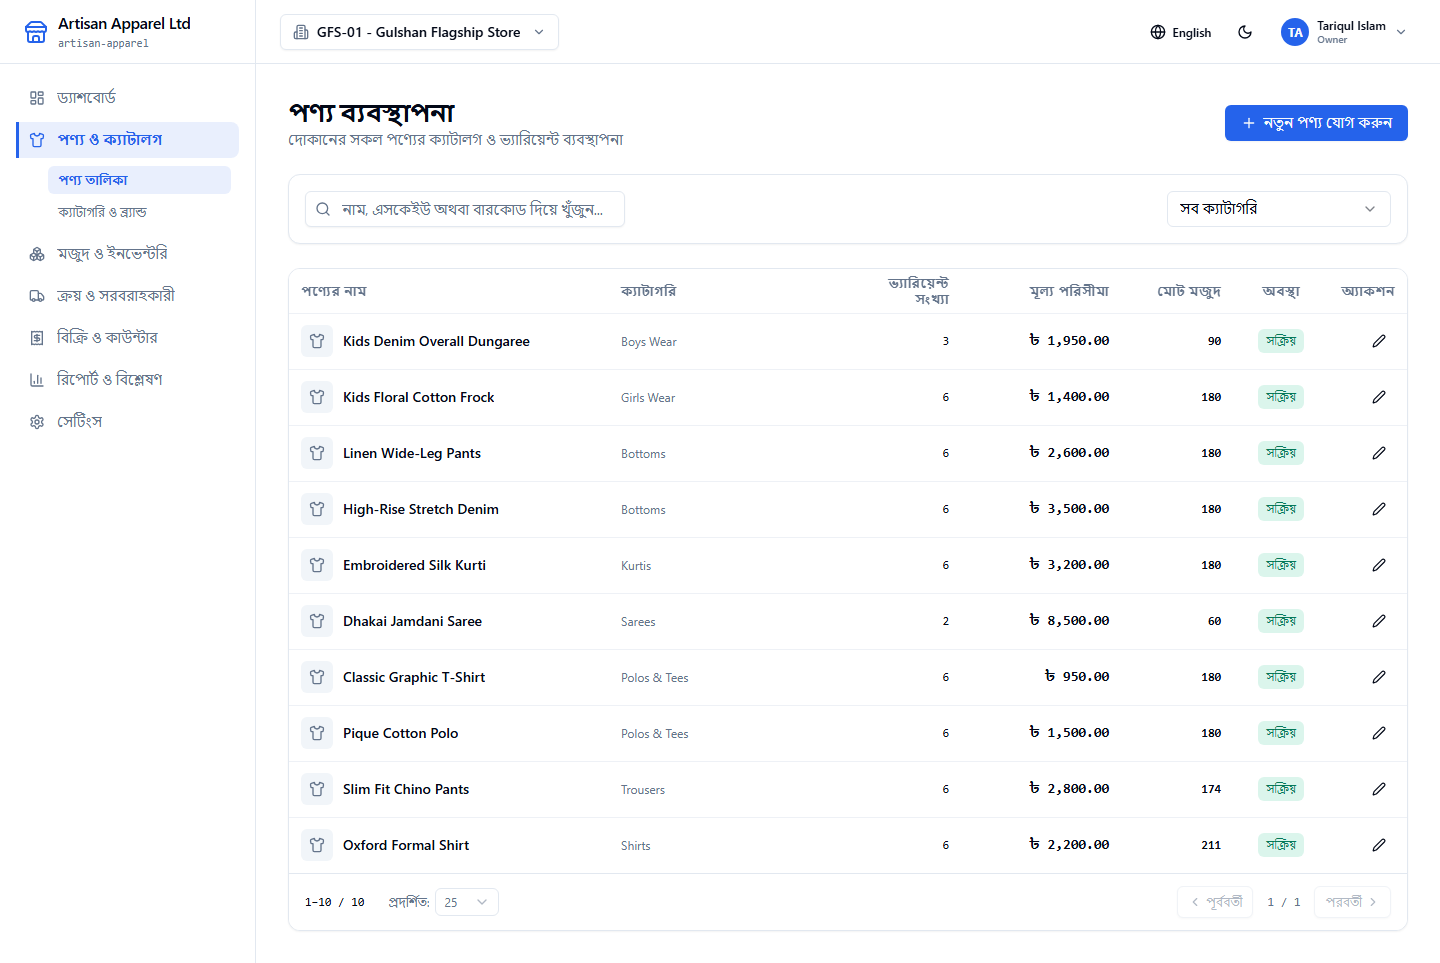 Artisan Apparel Ltd
artisan-apparel
GFS-01 - Gulshan Flagship Store
English
TA
Tariqul Islam
Owner
ড্যাশবোর্ড
পণ্য ও ক্যাটালগ
পণ্য তালিকা
ক্যাটাগরি ও ব্র্যান্ড
মজুদ ও ইনভেন্টরি
ক্রয় ও সরবরাহকারী
বিক্রি ও কাউন্টার
রিপোর্ট ও বিশ্লেষণ
সেটিংস
পণ্য ব্যবস্থাপনা
দোকানের সকল পণ্যের ক্যাটালগ ও ভ্যারিয়েন্ট ব্যবস্থাপনা
+ নতুন পণ্য যোগ করুন
নাম, এসকেইউ অথবা বারকোড দিয়ে খুঁজুন...
সব ক্যাটাগরি
পণ্যের নাম ক্যাটাগরি ভ্যারিয়েন্ট সংখ্যা মূল্য পরিসীমা মোট মজুদ অবস্থা অ্যাকশন
Kids Denim Overall Dungaree Boys Wear 3 ৳ 1,950.00 90 সক্রিয়
Kids Floral Cotton Frock Girls Wear 6 ৳ 1,400.00 180 সক্রিয়
Linen Wide-Leg Pants Bottoms 6 ৳ 2,600.00 180 সক্রিয়
High-Rise Stretch Denim Bottoms 6 ৳ 3,500.00 180 সক্রিয়
Embroidered Silk Kurti Kurtis 6 ৳ 3,200.00 180 সক্রিয়
Dhakai Jamdani Saree Sarees 2 ৳ 8,500.00 60 সক্রিয়
Classic Graphic T-Shirt Polos & Tees 6 ৳ 950.00 180 সক্রিয়
Pique Cotton Polo Polos & Tees 6 ৳ 1,500.00 180 সক্রিয়
Slim Fit Chino Pants Trousers 6 ৳ 2,800.00 174 সক্রিয়
Oxford Formal Shirt Shirts 6 ৳ 2,200.00 211 সক্রিয়
1–10 / 10 প্রদর্শিত: 25 পূর্ববর্তী 1 / 1 পরবর্তী